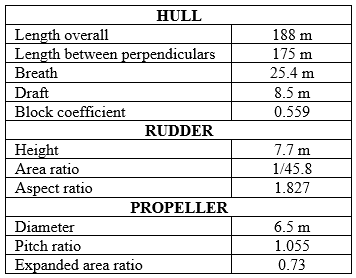 HULL
Length overall 188 m
Length between perpendiculars 175 m
Breath 25.4 m
Draft 8.5 m
Block coefficient 0.559
RUDDER
Height 7.7 m
Area ratio 1/45.8
Aspect ratio 1.827
PROPELLER
Diameter 6.5 m
Pitch ratio 1.055
Expanded area ratio 0.73